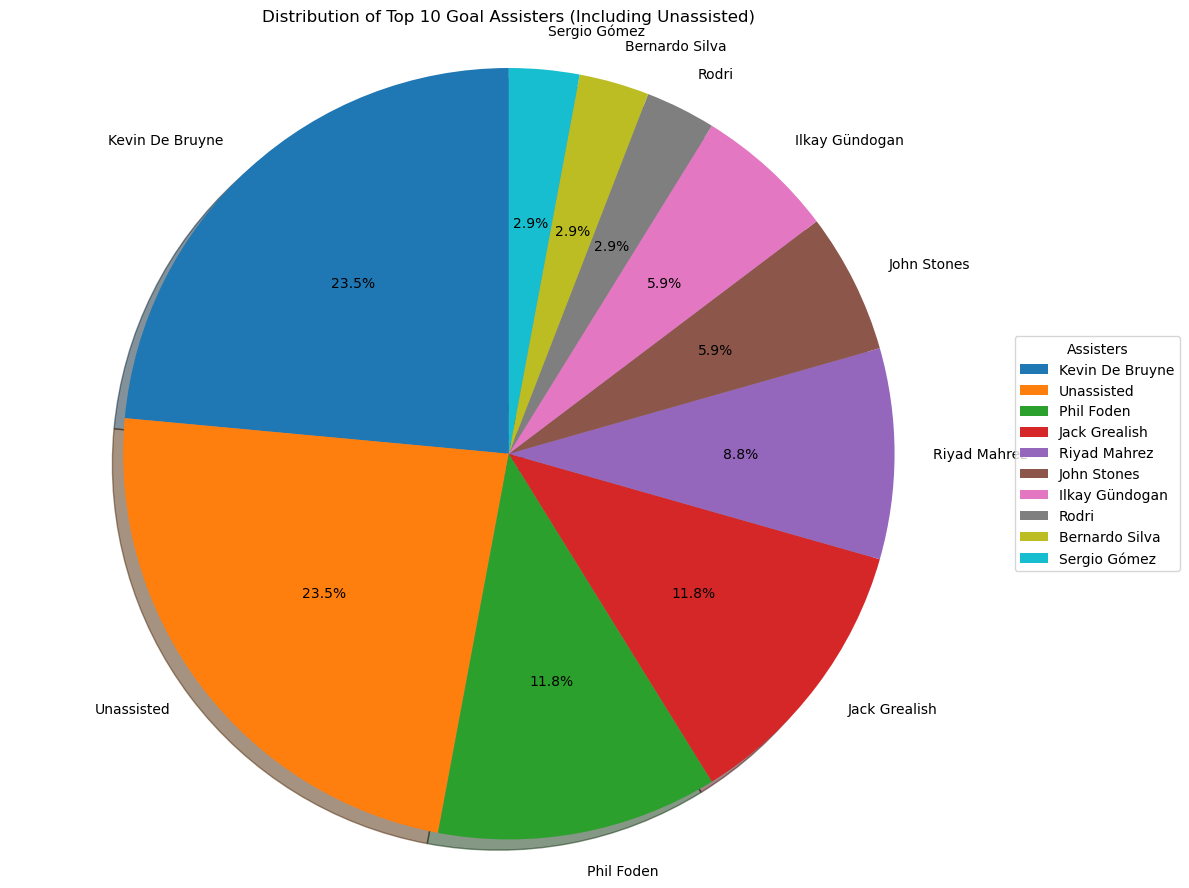 Distribution of Top 10 Goal Assisters (Including Unassisted)
Sergio Gómez
Bernardo Silva
Rodri
Kevin De Bruyne
Ilkay Gündogan
John Stones
Riyad Mahrez
Jack Grealish
Phil Foden
Unassisted
2.9%
2.9%
2.9%
5.9%
5.9%
8.8%
11.8%
11.8%
23.5%
23.5%
Assisters
Kevin De Bruyne
Unassisted
Phil Foden
Jack Grealish
Riyad Mahrez
John Stones
Ilkay Gündogan
Rodri
Bernardo Silva
Sergio Gómez